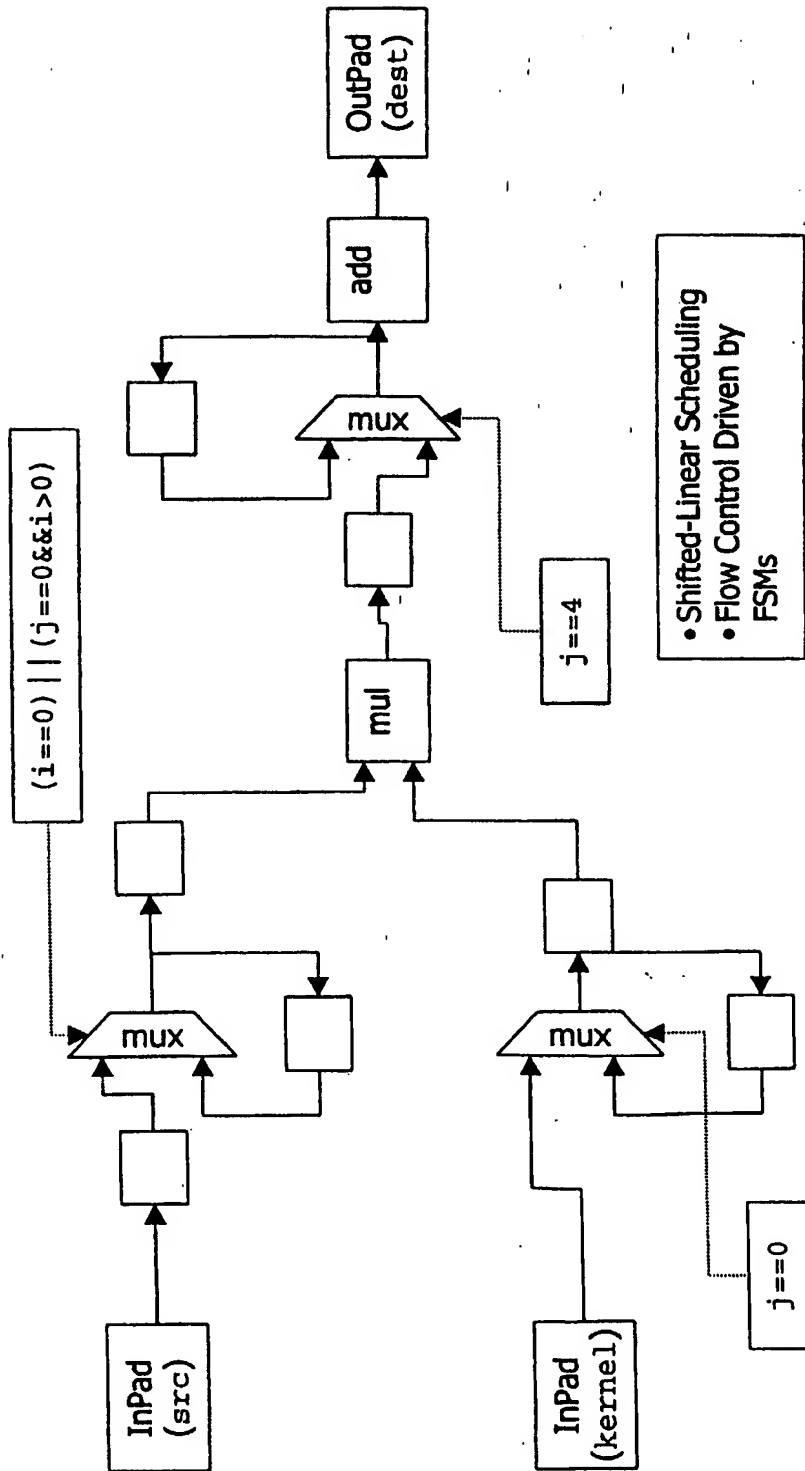 InPad
(src)
mux
(i==0)||(j==0&&i>0)
InPad
(kernel)
mux
j==0
mul
mux
j==4
add
OutPad
(dest)
• Shifted-Linear Scheduling
• Flow Control Driven by
FSMs